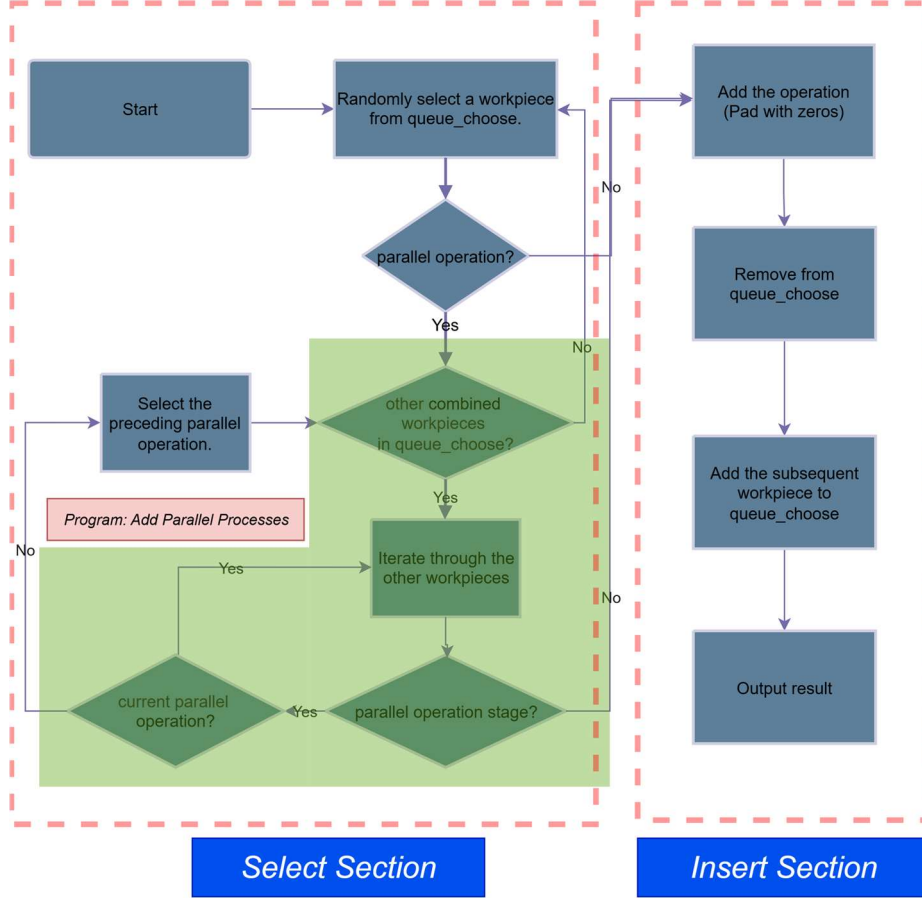 Start
Randomly select a workpiece
from queue_choose.
parallel operation?
No
Yes
No
other combined
workpieces
in queue_choose?
Select the
preceding parallel
operation.
Yes
Program: Add Parallel Processes
No
Iterate through the
other workpieces
Yes
No
current parallel
operation?
Yes
parallel operation stage?
Select Section
Add the operation
(Pad with zeros)
Remove from
queue_choose
Add the subsequent
workpiece to
queue_choose
Output result
Insert Section